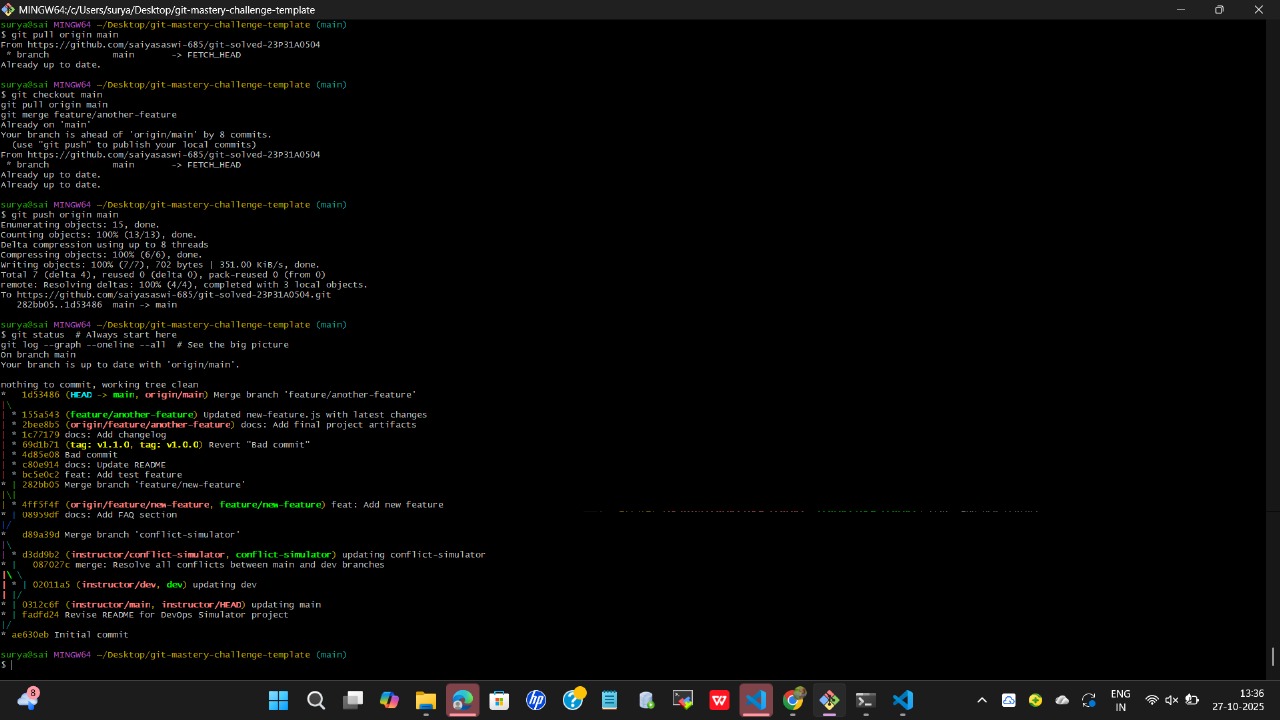 MINGW64:/c/Users/surya/Desktop/git-mastery-challenge-template
surya@sai MINGW64 ~/Desktop/git-mastery-challenge-template (main)
$ git pull origin main
From https://github.com/saiyasaswi-685/git-solved-23P31A0504
 * branch            main       -> FETCH_HEAD
Already up to date.
surya@sai MINGW64 ~/Desktop/git-mastery-challenge-template (main)
$ git checkout main
git pull origin main
git merge feature/another-feature
Already on 'main'
Your branch is ahead of 'origin/main' by 8 commits.
  (use "git push" to publish your local commits)
From https://github.com/saiyasaswi-685/git-solved-23P31A0504
 * branch            main       -> FETCH_HEAD
Already up to date.
Already up to date.
surya@sai MINGW64 ~/Desktop/git-mastery-challenge-template (main)
$ git push origin main
Enumerating objects: 15, done.
Counting objects: 100% (13/13), done.
Delta compression using up to 8 threads
Compressing objects: 100% (6/6), done.
Writing objects: 100% (7/7), 702 bytes | 351.00 KiB/s, done.
Total 7 (delta 4), reused 0 (delta 0), pack-reused 0 (from 0)
remote: Resolving deltas: 100% (4/4), completed with 3 local objects.
To https://github.com/saiyasaswi-685/git-solved-23P31A0504.git
   282bb05..1d53486  main -> main
surya@sai MINGW64 ~/Desktop/git-mastery-challenge-template (main)
$ git status  # Always start here
git log --graph --oneline --all  # See the big picture
On branch main
Your branch is up to date with 'origin/main'.
nothing to commit, working tree clean
*   1d53486 (HEAD -> main, origin/main) Merge branch 'feature/another-feature'
|\
| * 155a543 (feature/another-feature) Updated new-feature.js with latest changes
| * 2bee8b5 (origin/feature/another-feature) docs: Add final project artifacts
| * 1c77179 docs: Add changelog
| * 69d1b71 (tag: v1.1.0, tag: v1.0.0) Revert "Bad commit"
| * 4d85e08 Bad commit
| * c80e914 docs: Update README
| * bc5e0c2 feat: Add test feature
* | 282bb05 Merge branch 'feature/new-feature'
|\|
| * 4ff5f4f (origin/feature/new-feature, feature/new-feature) feat: Add new feature
* | 08959df docs: Add FAQ section
|/
*   d89a39d Merge branch 'conflict-simulator'
|\
| * d3dd9b2 (instructor/conflict-simulator, conflict-simulator) updating conflict-simulator
* |   087027c merge: Resolve all conflicts between main and dev branches
|\ \
| * | 02011a5 (instructor/dev, dev) updating dev
| |/
* | 0312c6f (instructor/main, instructor/HEAD) updating main
* | fadfd24 Revise README for DevOps Simulator project
|/
* ae630eb Initial commit
surya@sai MINGW64 ~/Desktop/git-mastery-challenge-template (main)
$
8
ENG
IN
13:36
27-10-2025